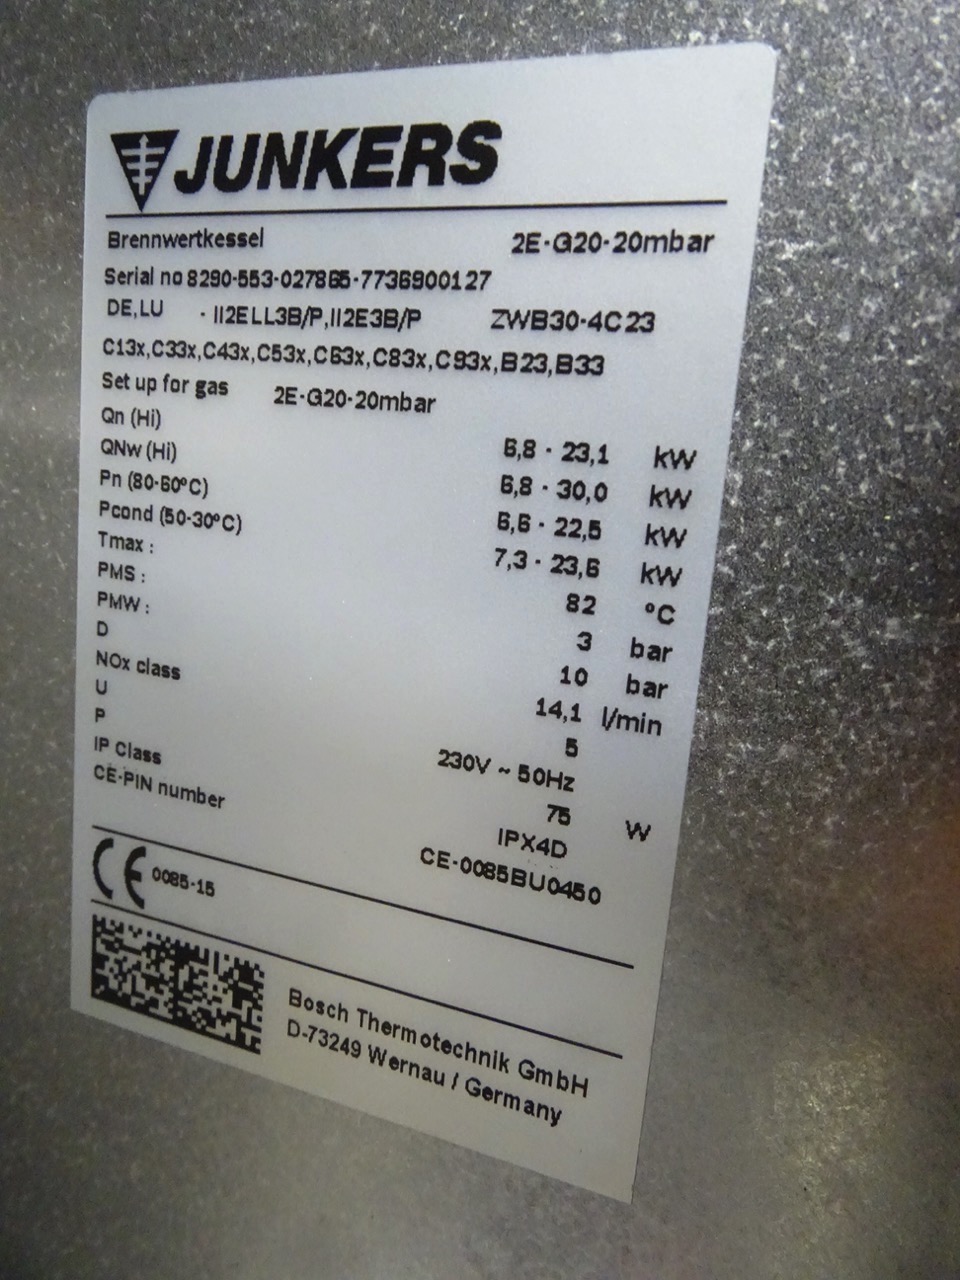 JUNKERS
Brennwertkessel 2E-G20-20mbar
Serial no 8290-553-027865-7736900127
DE,LU - II2ELL3B/P,II2E3B/P ZWB30-4C23
C13x,C33x,C43x,C53x,C63x,C83x,C93x,B23,B33
Set up for gas 2E-G20-20mbar
Qn (Hi) 6,8 - 23,1 kW
QNw (Hi) 6,8 - 30,0 kW
Pn (80-60°C) 6,6 - 22,5 kW
Pcond (50-30°C) 7,3 - 23,6 kW
Tmax : 82 °C
PMS : 3 bar
PMW : 10 bar
D 14,1 l/min
NOx class 5
U 230V ~ 50Hz
P 75 W
IP Class IPX4D
CE-PIN number CE-0085BU0450
CE 0085-15
Bosch Thermotechnik GmbH
D-73249 Wernau / Germany